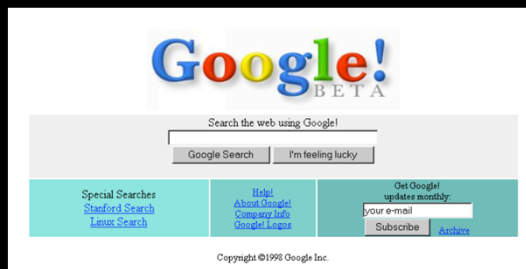 Google!
BETA
Search the web using Google!
Google Search
I'm feeling lucky
Special Searches
Stanford Search
Linux Search
Help!
About Google!
Company Info
Google! Logos
Get Google!
updates monthly:
your e-mail
Subscribe
Archive
Copyright ©1998 Google Inc.